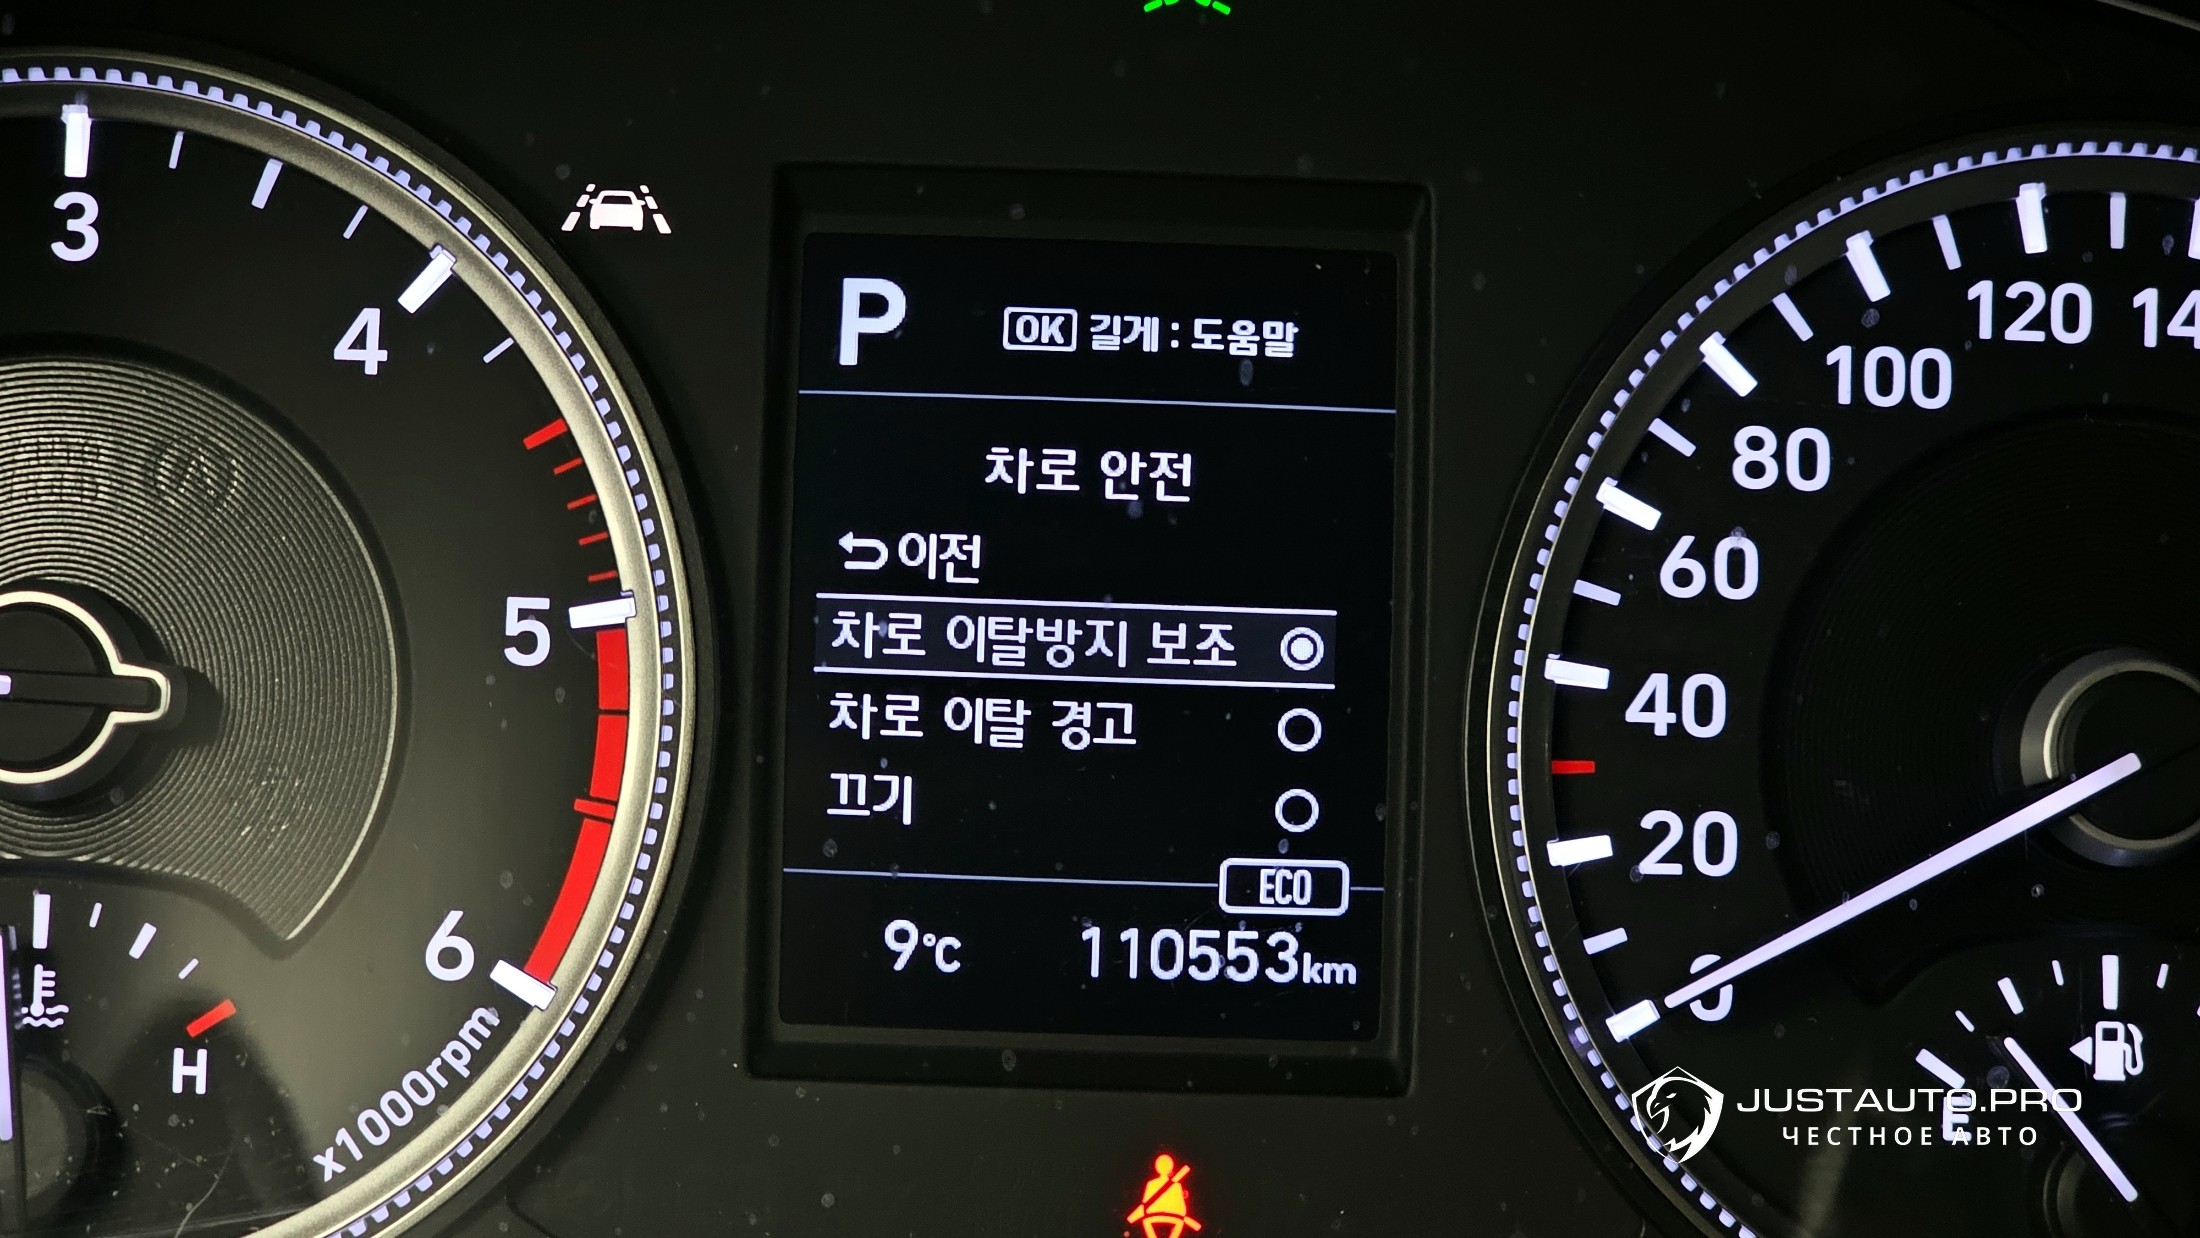 3
4
5
6
x1000rpm
H
P
OK 길게 : 도움말
차로 안전
이전
차로 이탈방지 보조
차로 이탈 경고
끄기
ECO
9°C 110553km
120
100
80
60
40
20
0
E
JUSTAUTO.PRO
ЧЕСТНОЕ АВТО